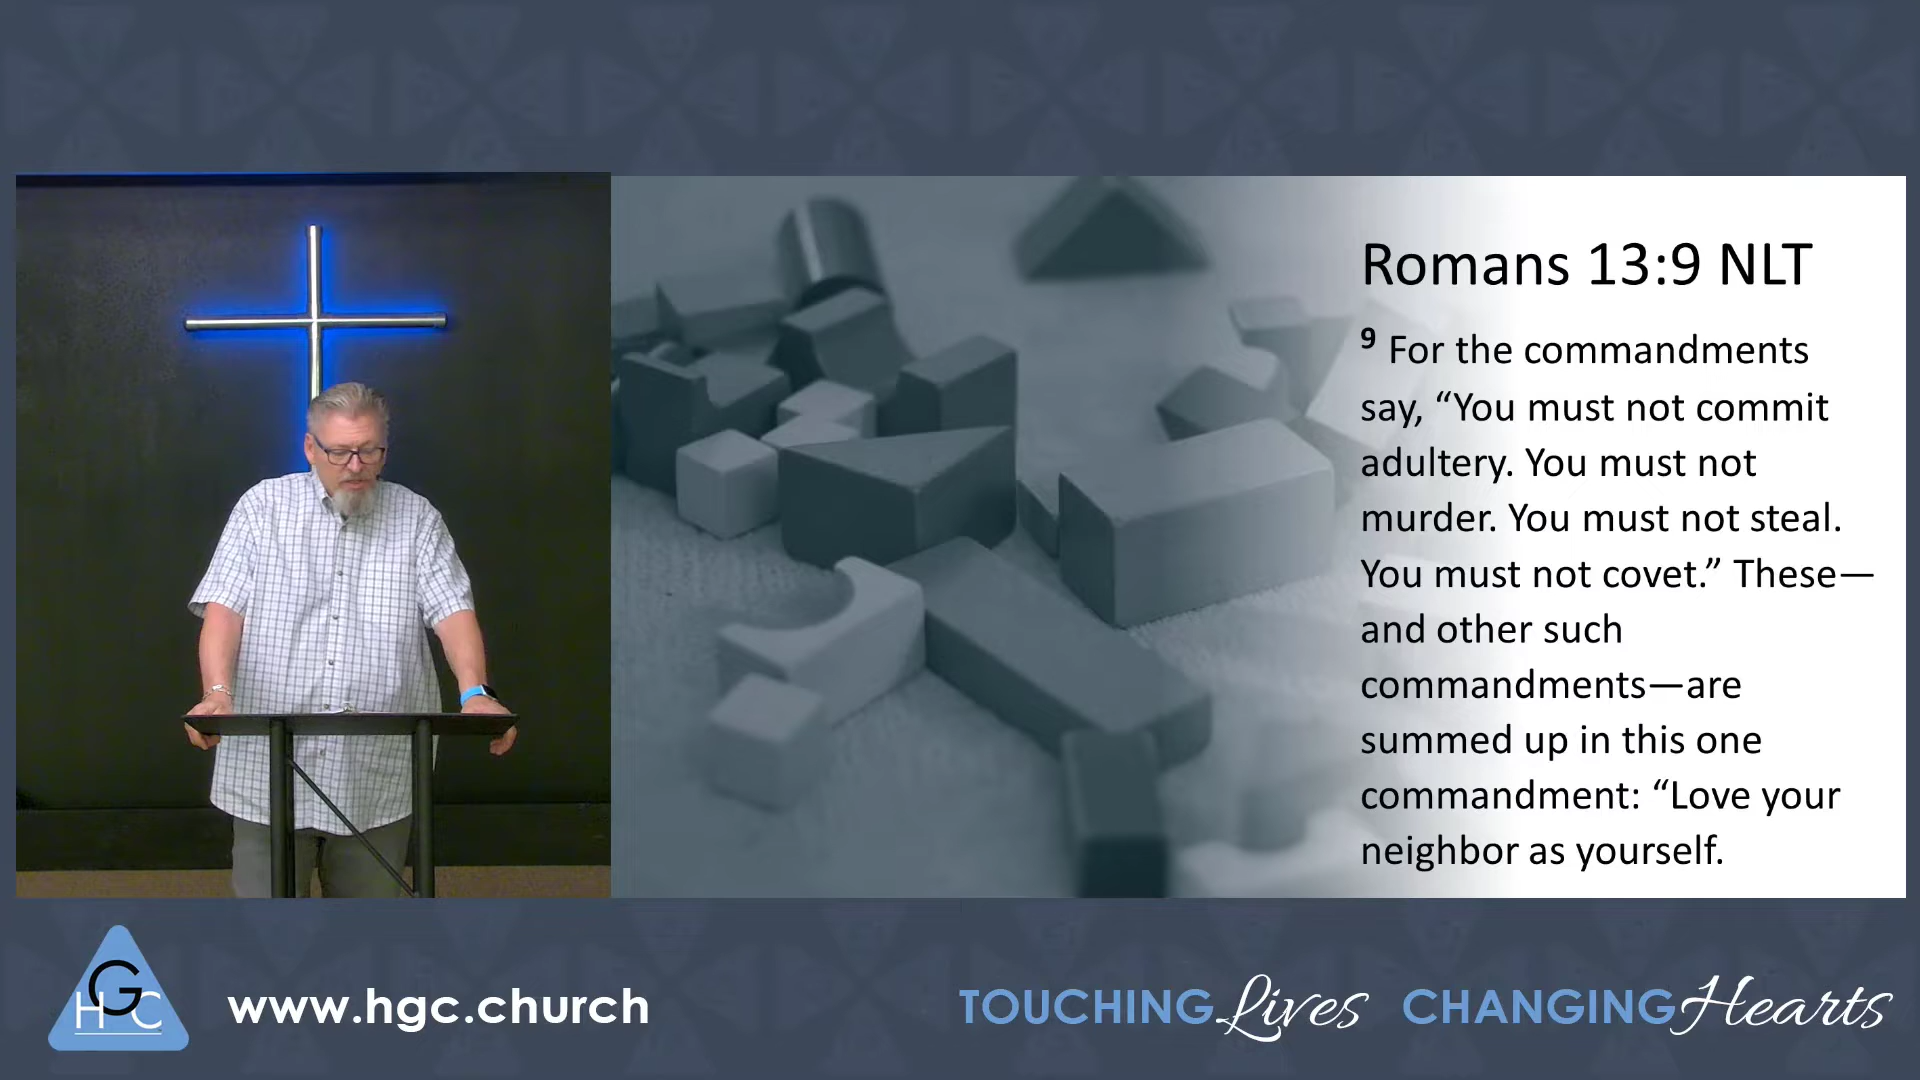 Romans 13:9 NLT
9 For the commandments
say, “You must not commit
adultery. You must not
murder. You must not steal.
You must not covet.” These—
and other such
commandments—are
summed up in this one
commandment: “Love your
neighbor as yourself.
HGC
www.hgc.church
TOUCHING Lives CHANGING Hearts